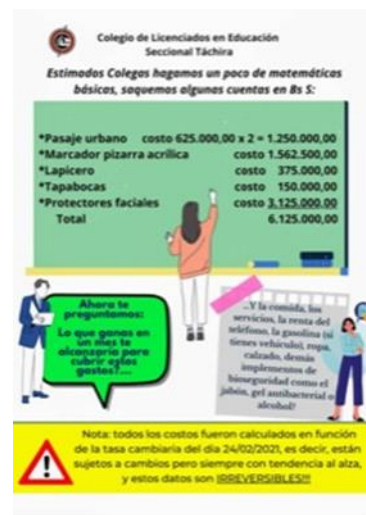 Colegio de Licenciados en Educación
Seccional Táchira
Estimados Colegas hagamos un poco de matemáticas
básicas, saquemos algunas cuentas en Bs S:
*Pasaje urbano costo 625.000,00 x 2 = 1.250.000,00
*Marcador pizarra acrílica costo 1.562.500,00
*Lapicero costo 375.000,00
*Tapabocas costo 150.000,00
*Protectores faciales costo 3.125.000.00
Total 6.125.000,00
Ahora te
preguntamos:
Lo que ganas en
un mes te
alcanzaría para
cubrir estos
gastos?....
...Y la comida, los
servicios, la renta del
telefono, la gasolina (si
tienes vehículo), ropa,
calzado, demás
implementos de
bioseguridad como el
jabón, gel antibacterial o
alcohol?
Nota: todos los costos fueron calculados en función
de la tasa cambiaria del dia 24/02/2021, es decir, están
sujetos a cambios pero siempre con tendencia al alza,
y estos datos son IRREVERSIBLES!!!